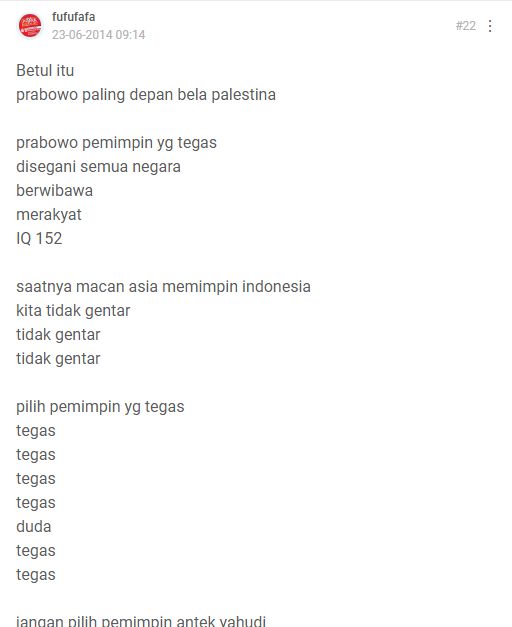 fufufafa
23-06-2014 09:14
#22
Betul itu
prabowo paling depan bela palestina
prabowo pemimpin yg tegas
disegani semua negara
berwibawa
merakyat
IQ 152
saatnya macan asia memimpin indonesia
kita tidak gentar
tidak gentar
tidak gentar
pilih pemimpin yg tegas
tegas
tegas
tegas
tegas
duda
tegas
tegas
jangan pilih pemimpin antek yahudi